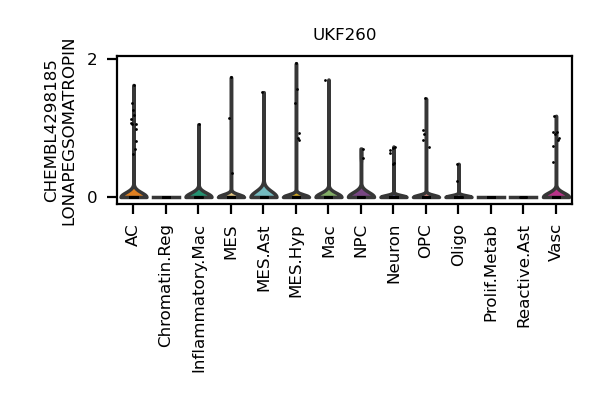 UKF260
CHEMBL4298185
LONAPEGSOMATROPIN
2
0
AC
Chromatin.Reg
Inflammatory.Mac
MES
MES.Ast
MES.Hyp
Mac
NPC
Neuron
OPC
Oligo
Prolif.Metab
Reactive.Ast
Vasc